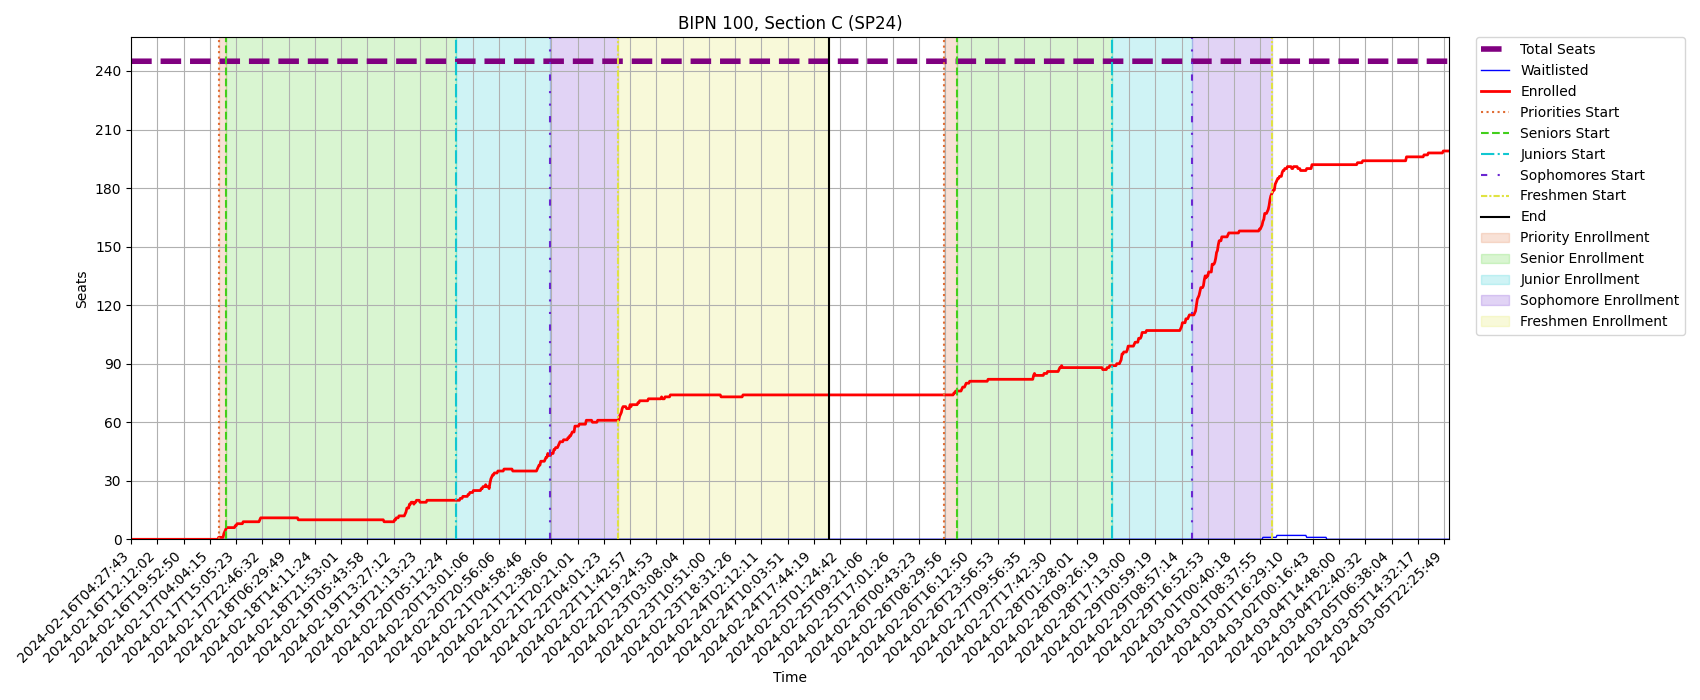 BIPN 100, Section C (SP24)
Seats
240
210
180
150
120
90
60
30
0
2024-02-16T04:27:43
2024-02-16T12:12:02
2024-02-16T19:52:50
2024-02-17T04:04:15
2024-02-17T15:05:23
2024-02-17T22:46:32
2024-02-18T06:29:49
2024-02-18T14:11:24
2024-02-18T21:53:01
2024-02-19T05:43:58
2024-02-19T13:27:12
2024-02-19T21:13:23
2024-02-20T05:12:24
2024-02-20T13:01:06
2024-02-20T20:56:06
2024-02-21T04:58:46
2024-02-21T12:38:06
2024-02-21T20:21:01
2024-02-22T04:01:23
2024-02-22T11:42:57
2024-02-22T19:24:53
2024-02-23T03:08:04
2024-02-23T10:51:00
2024-02-23T18:31:26
2024-02-24T02:12:11
2024-02-24T10:03:51
2024-02-24T17:44:19
2024-02-25T01:24:42
2024-02-25T09:21:06
2024-02-25T17:01:26
2024-02-26T00:43:23
2024-02-26T08:29:56
2024-02-26T16:12:50
2024-02-26T23:56:53
2024-02-27T09:56:35
2024-02-27T17:42:30
2024-02-28T01:28:01
2024-02-28T09:26:19
2024-02-28T17:13:00
2024-02-29T00:59:19
2024-02-29T08:57:14
2024-02-29T16:52:53
2024-03-01T00:40:18
2024-03-01T08:37:55
2024-03-01T16:29:10
2024-03-02T00:16:43
2024-03-04T14:48:00
2024-03-04T22:40:32
2024-03-05T06:38:04
2024-03-05T14:32:17
2024-03-05T22:25:49
Time
Total Seats
Waitlisted
Enrolled
Priorities Start
Seniors Start
Juniors Start
Sophomores Start
Freshmen Start
End
Priority Enrollment
Senior Enrollment
Junior Enrollment
Sophomore Enrollment
Freshmen Enrollment